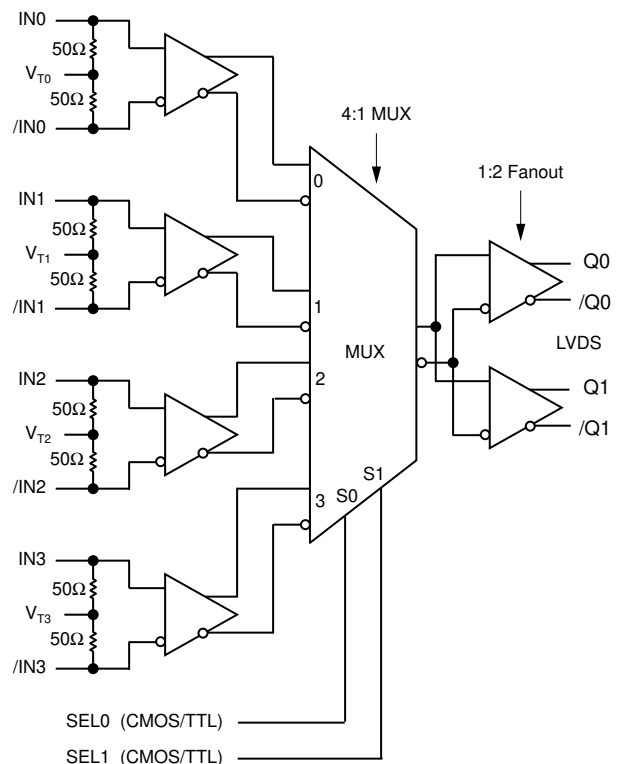 IN0
50Ω
VT0
50Ω
/IN0
4:1 MUX
0
1:2 Fanout
IN1
50Ω
VT1
50Ω
/IN1
1
Q0
/Q0
LVDS
MUX
IN2
50Ω
VT2
50Ω
/IN2
2
Q1
/Q1
S1
S0
3
IN3
50Ω
VT3
50Ω
/IN3
SEL0 (CMOS/TTL)
SEL1 (CMOS/TTL)